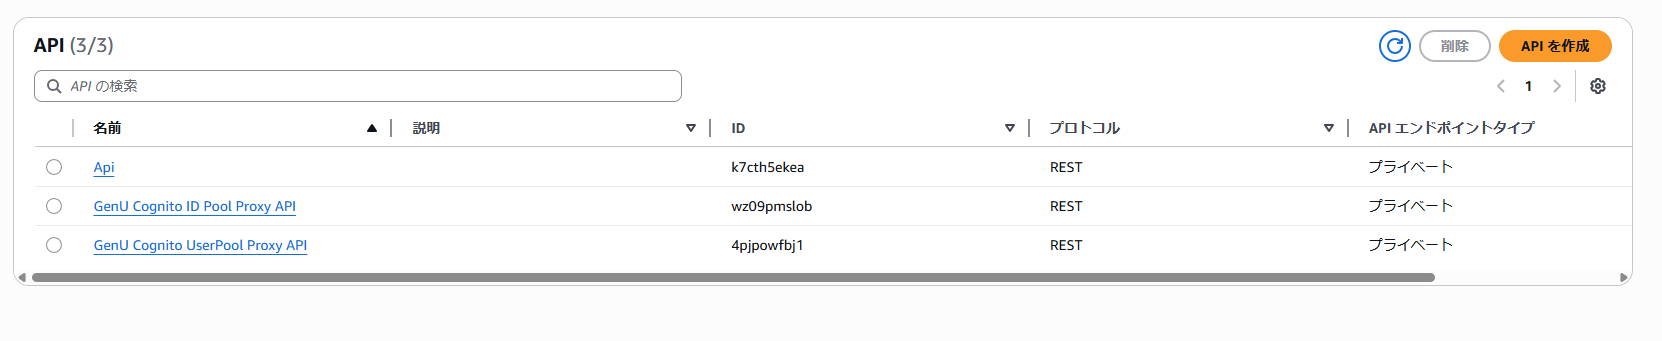 API (3/3)
削除
API を作成
API の検索
1
名前 説明 ID プロトコル API エンドポイントタイプ
Api k7cth5ekea REST プライベート
GenU Cognito ID Pool Proxy API wz09pmslob REST プライベート
GenU Cognito UserPool Proxy API 4pjpowfbj1 REST プライベート